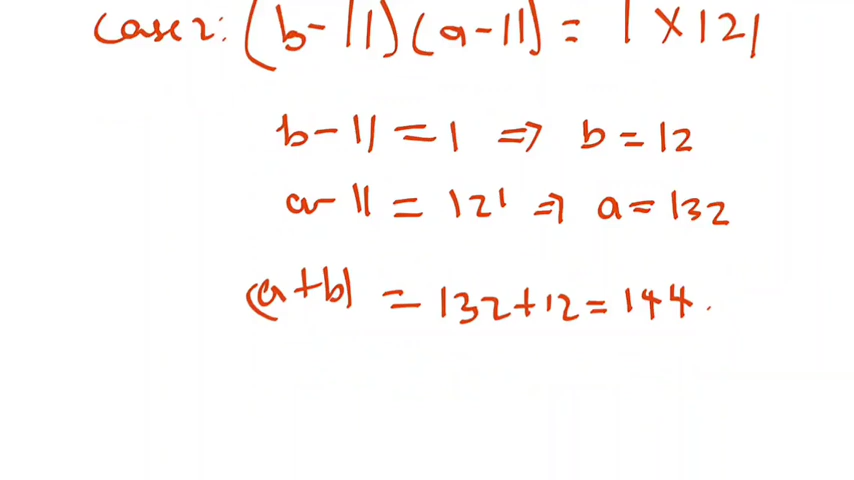 Case 2: (b-11)(a-11) = 1 × 121
b-11 = 1 ⇒ b = 12
a-11 = 121 ⇒ a = 132
(a+b) = 132+12 = 144.